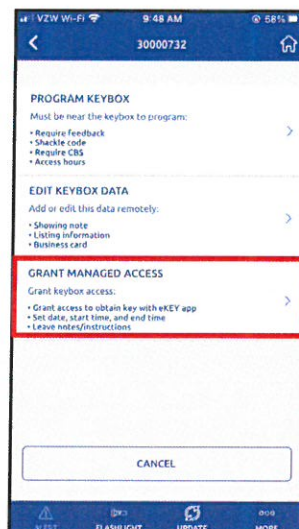 VZW Wi-Fi 9:48 AM 58%
30000732
PROGRAM KEYBOX
Must be near the keybox to program:
• Require feedback
• Shackle code
• Require CBS
• Access hours
EDIT KEYBOX DATA
Add or edit this data remotely:
• Showing note
• Listing information
• Business card
GRANT MANAGED ACCESS
Grant keybox access:
• Grant access to obtain key with eKEY app
• Set date, start time, and end time
• Leave notes/instructions
CANCEL
ALERT FLASHLIGHT UPDATE MORE